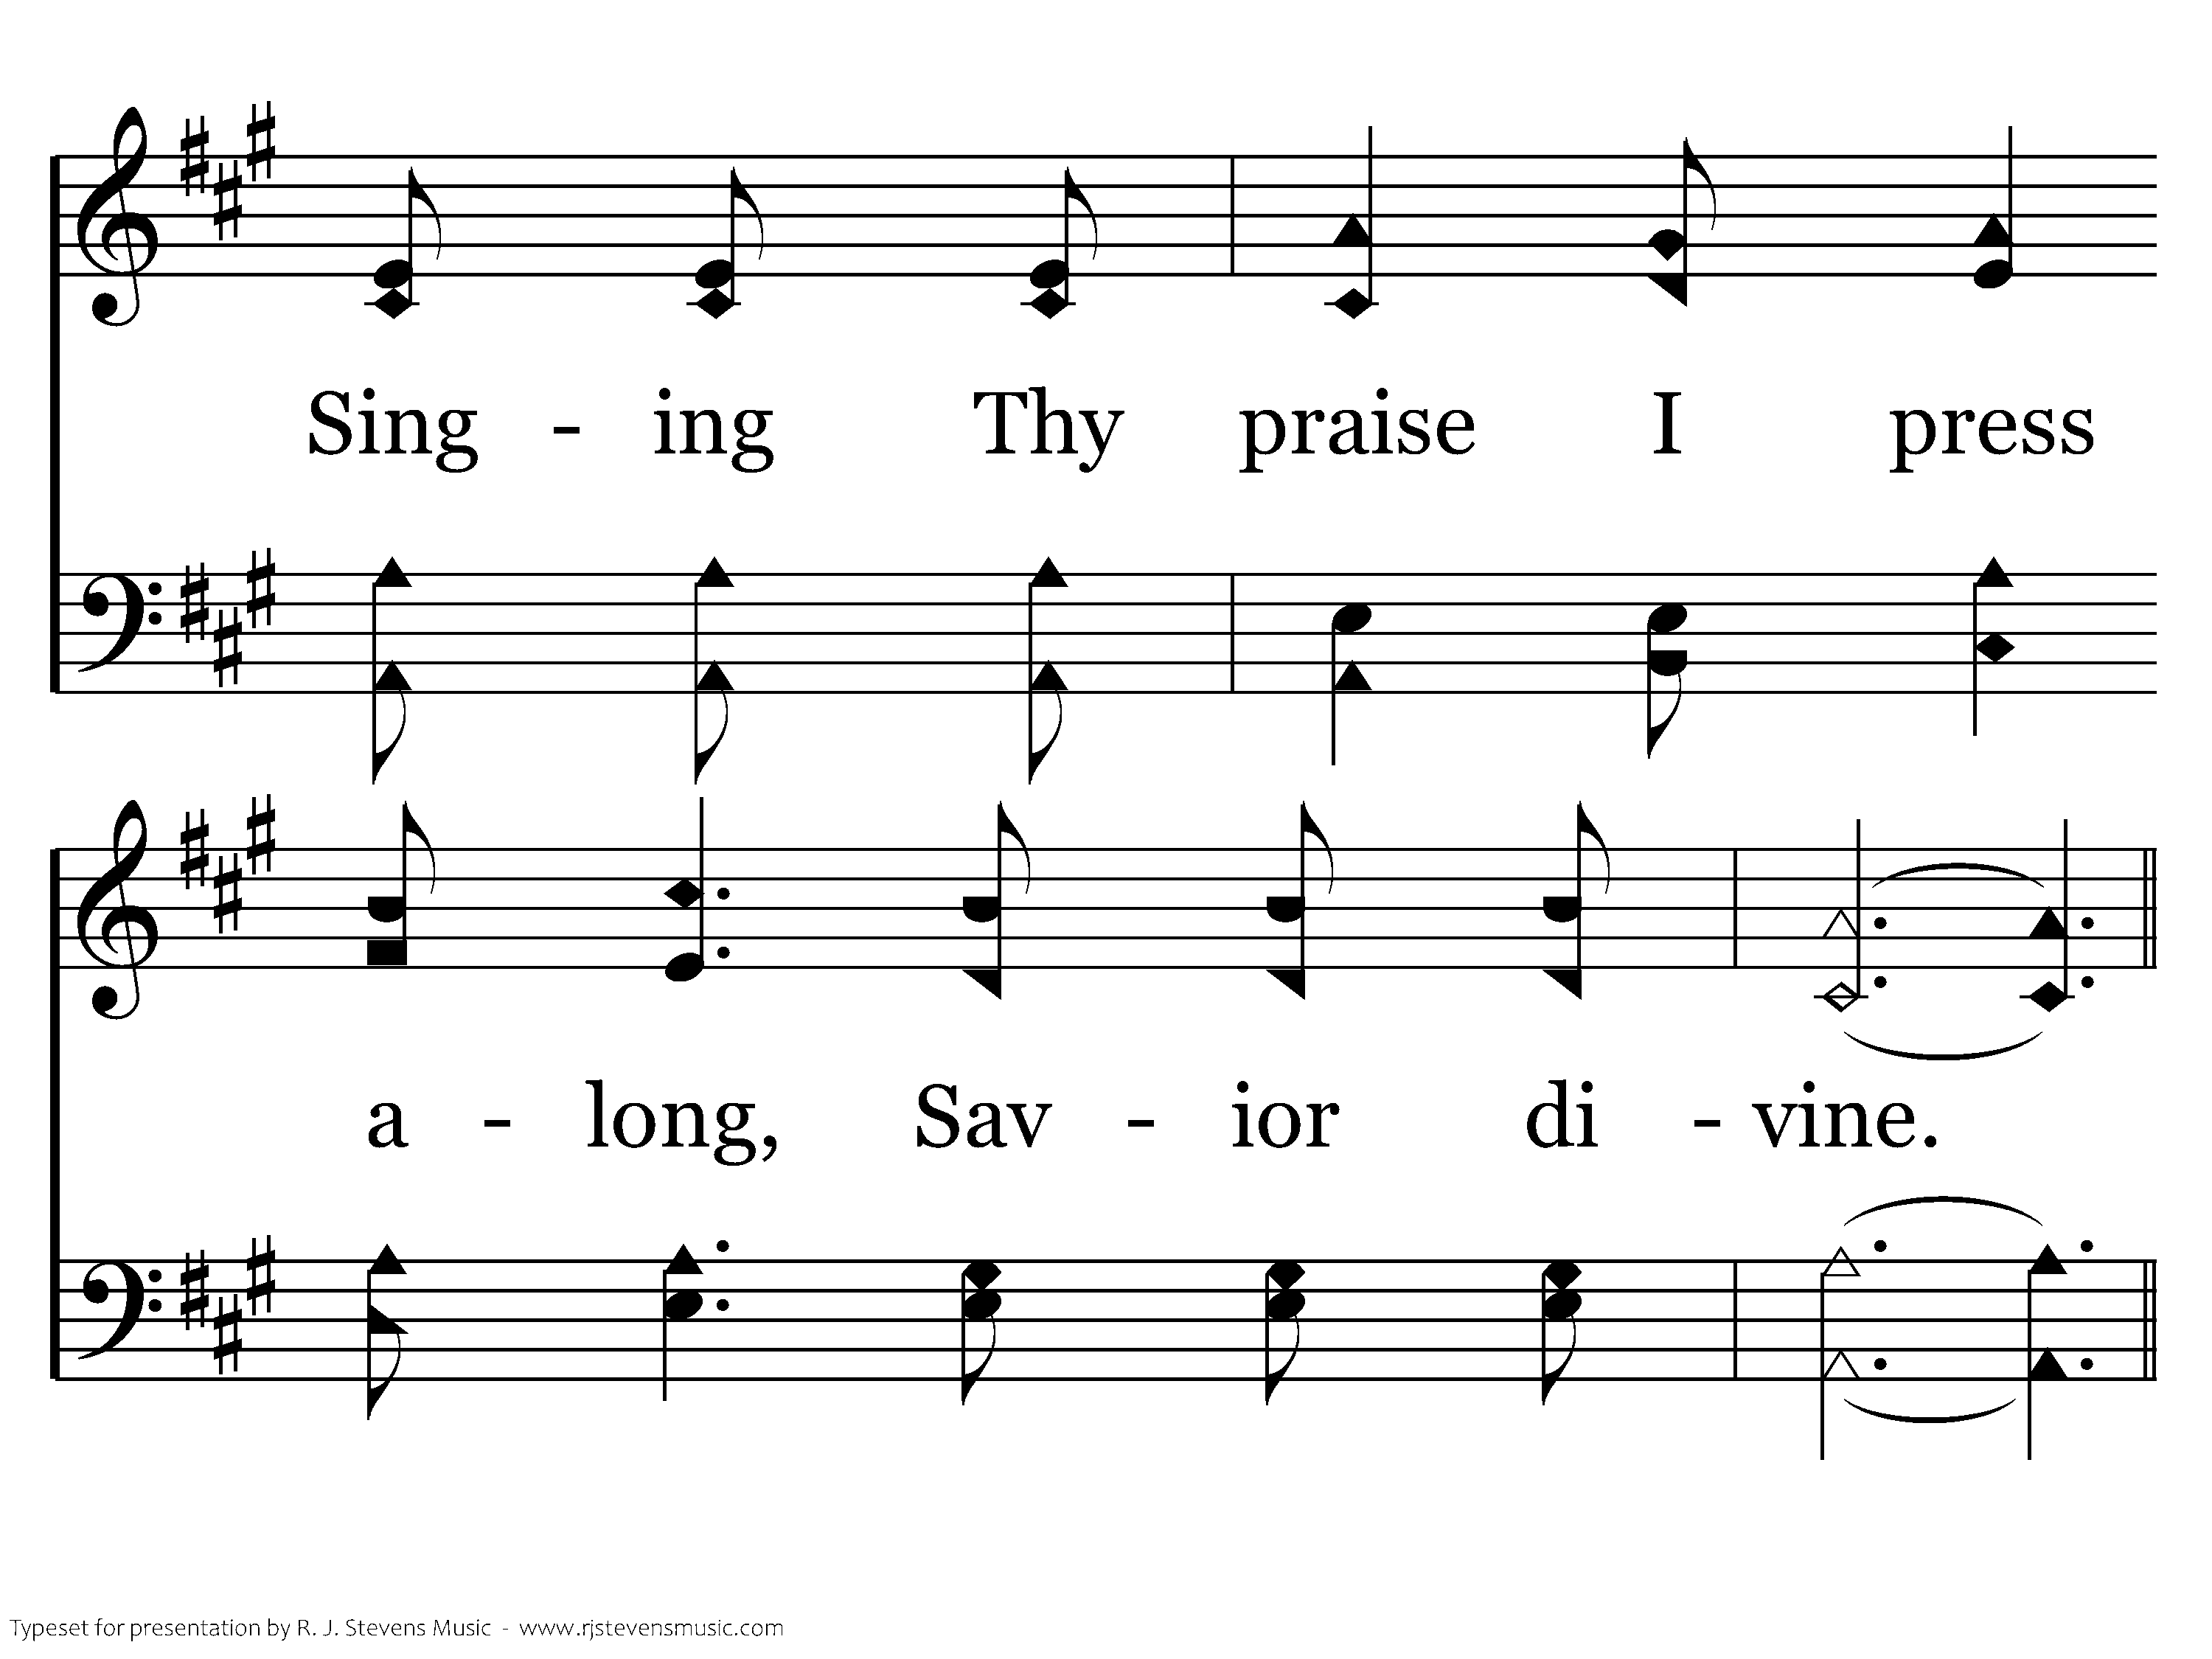 Sing - ing Thy praise I press
a - long, Sav - ior di - vine.
Typeset for presentation by R. J. Stevens Music - www.rjstevensmusic.com